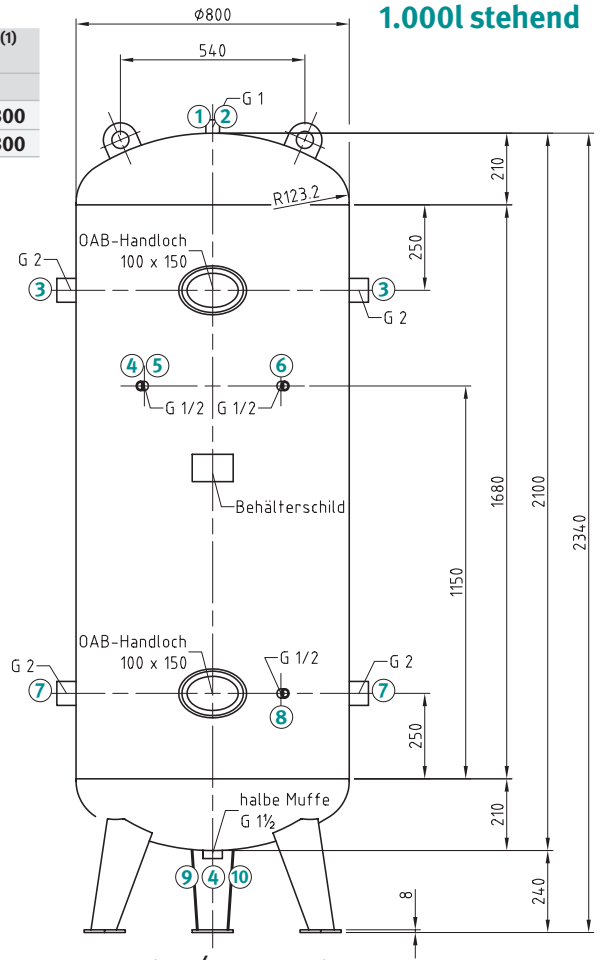 1.000l stehend
(1)
300
300
Ø800
540
1 2 G 1
210
R123.2
250
OAB-Handloch
100 x 150
G 2
3
3
G 2
4 5
6
G 1/2 G 1/2
Behälterschild
1680
2100
2340
1150
OAB-Handloch
100 x 150
G 2
7
G 1/2
8
G 2
7
250
halbe Muffe
G 1½
210
9 4 10
8
240